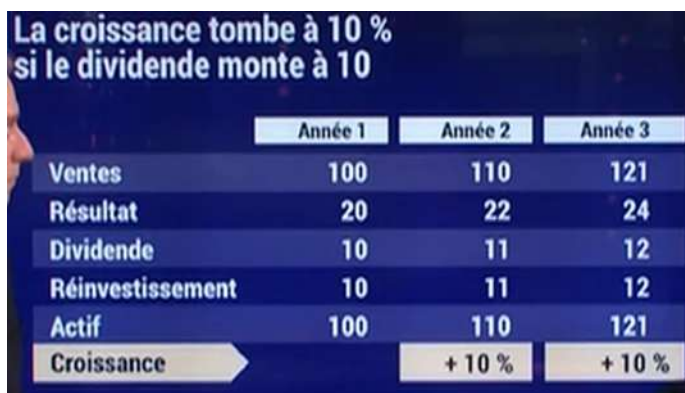 La croissance tombe à 10 %
si le dividende monte à 10
Année 1 Année 2 Année 3
Ventes 100 110 121
Résultat 20 22 24
Dividende 10 11 12
Réinvestissement 10 11 12
Actif 100 110 121
Croissance + 10 % + 10 %